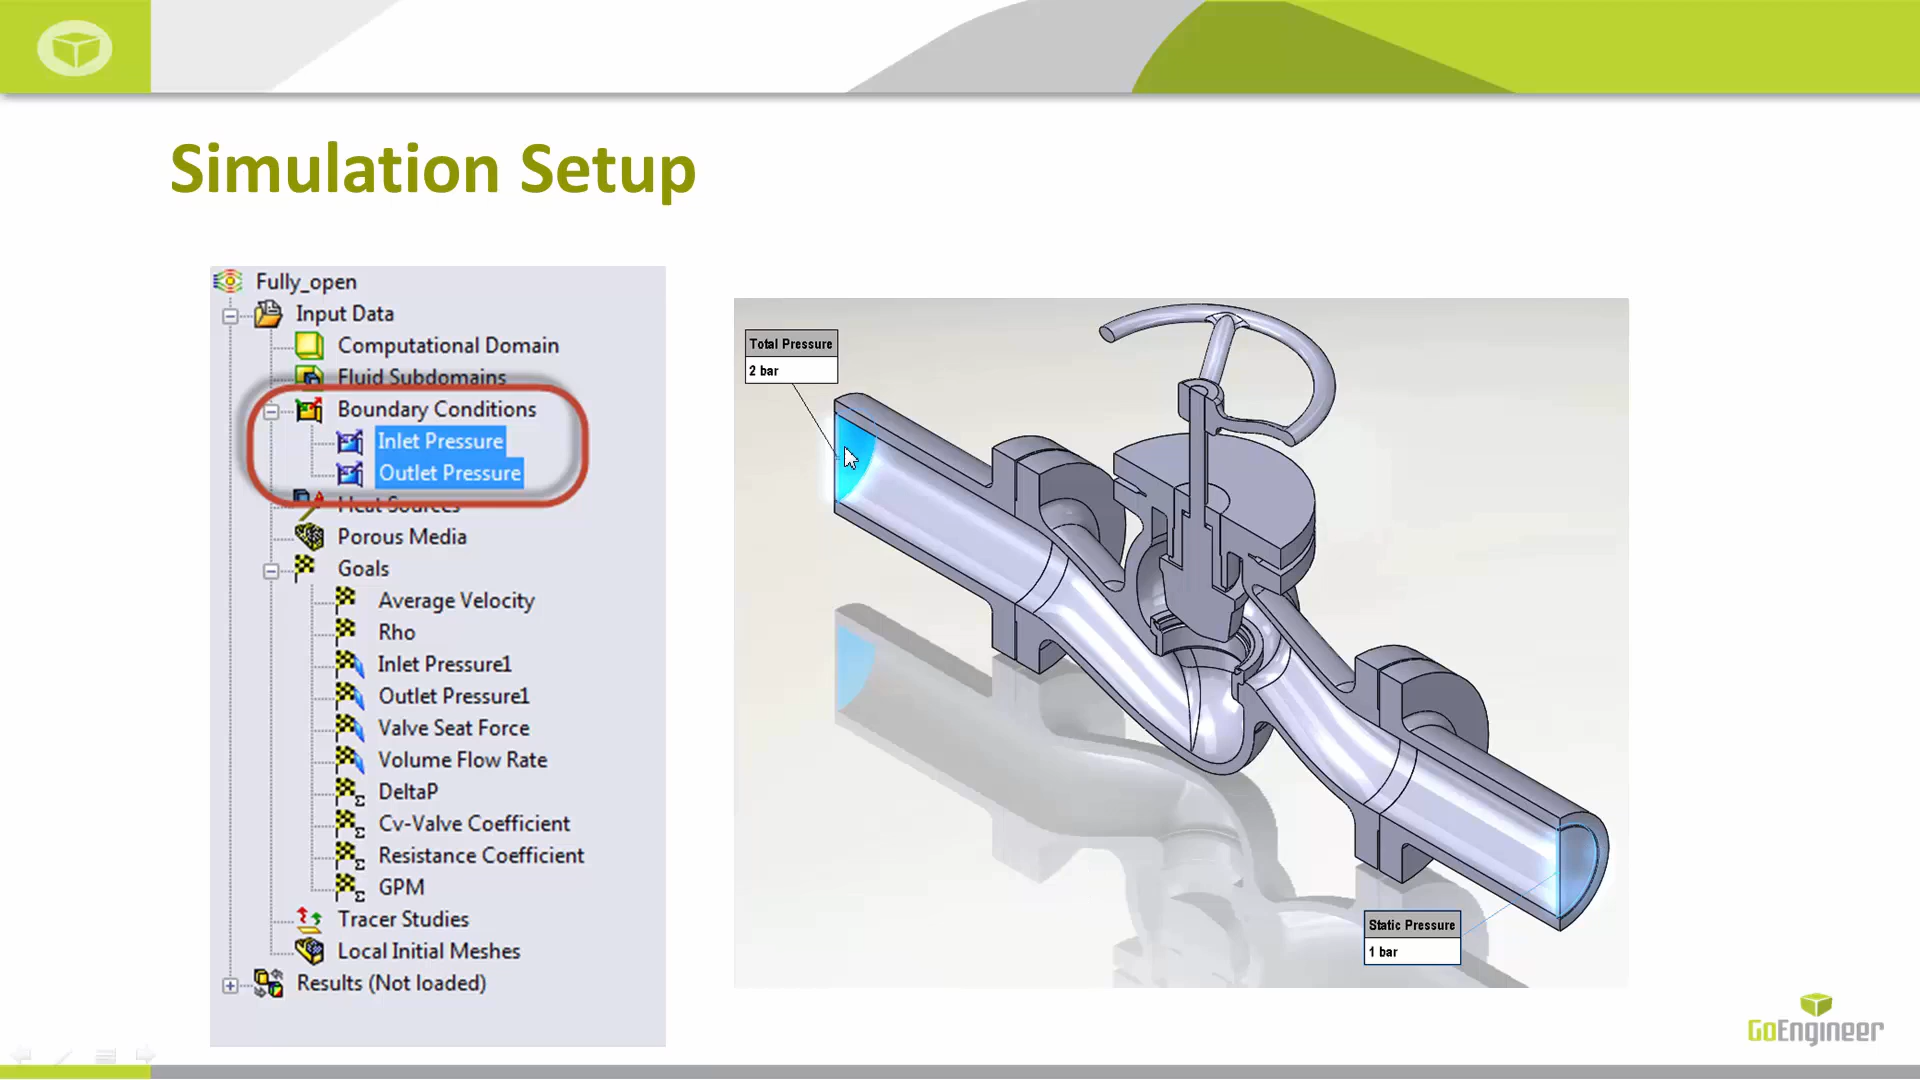 Simulation Setup
Fully_open
Input Data
Computational Domain
Fluid Subdomains
Boundary Conditions
Inlet Pressure
Outlet Pressure
Heat Sources
Porous Media
Goals
Average Velocity
Rho
Inlet Pressure1
Outlet Pressure1
Valve Seat Force
Volume Flow Rate
DeltaP
Cv-Valve Coefficient
Resistance Coefficient
GPM
Tracer Studies
Local Initial Meshes
Results (Not loaded)
Total Pressure
2 bar
Static Pressure
1 bar
GoEngineer